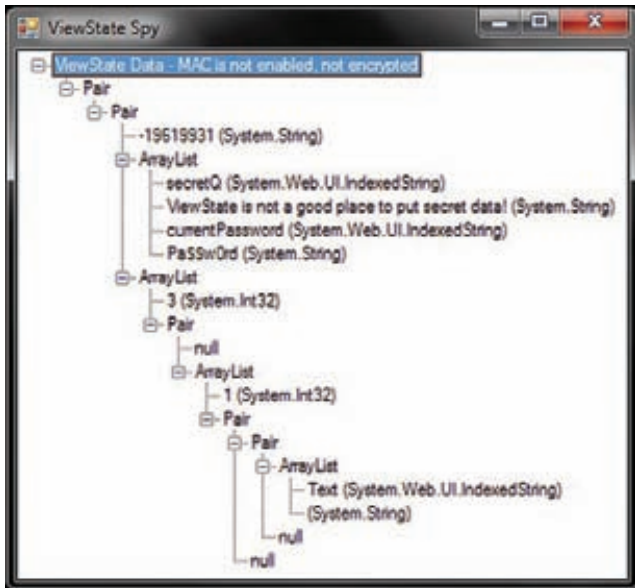 ViewState Spy
ViewState Data - MAC is not enabled, not encrypted
Pair
Pair
-19619931 (System.String)
ArrayList
secretQ (System.Web.UI.IndexedString)
ViewState is not a good place to put secret data! (System.String)
currentPassword (System.Web.UI.IndexedString)
Pa$$w0rd (System.String)
ArrayList
3 (System.Int32)
Pair
null
ArrayList
1 (System.Int32)
Pair
Pair
ArrayList
Text (System.Web.UI.IndexedString)
(System.String)
null
null